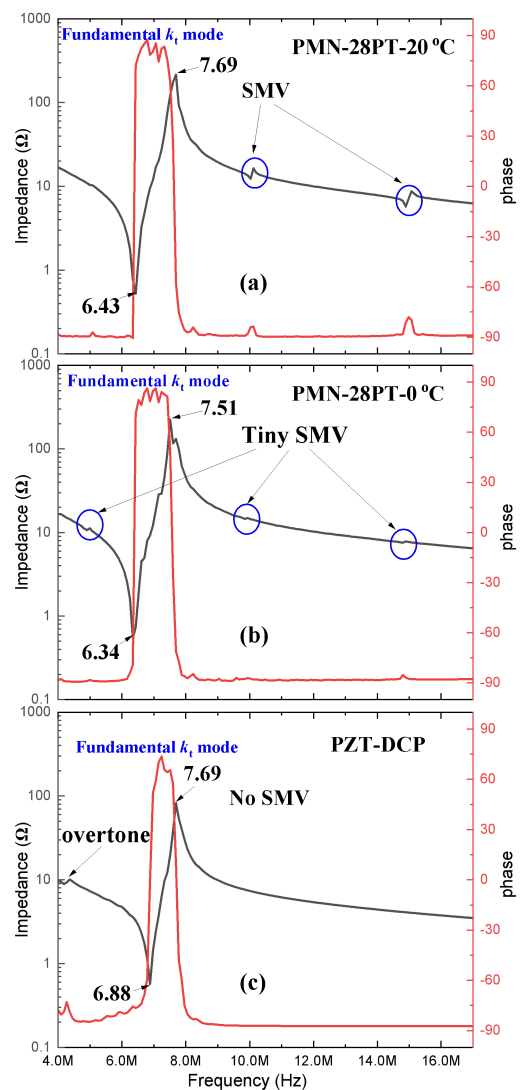 (a)
Fundamental kt mode
PMN-28PT-20 °C
7.69
SMV
6.43
Impedance (Ω)
1000
100
10
1
0.1
phase
90
60
30
0
-30
-60
-90
(b)
Fundamental kt mode
PMN-28PT-0 °C
7.51
Tiny SMV
6.34
Impedance (Ω)
1000
100
10
1
0.1
phase
90
60
30
0
-30
-60
-90
(c)
Fundamental kt mode
PZT-DCP
7.69
No SMV
overtone
6.88
Impedance (Ω)
1000
100
10
1
0.1
phase
90
45
0
-45
-90
4.0M 6.0M 8.0M 10.0M 12.0M 14.0M 16.0M
Frequency (Hz)